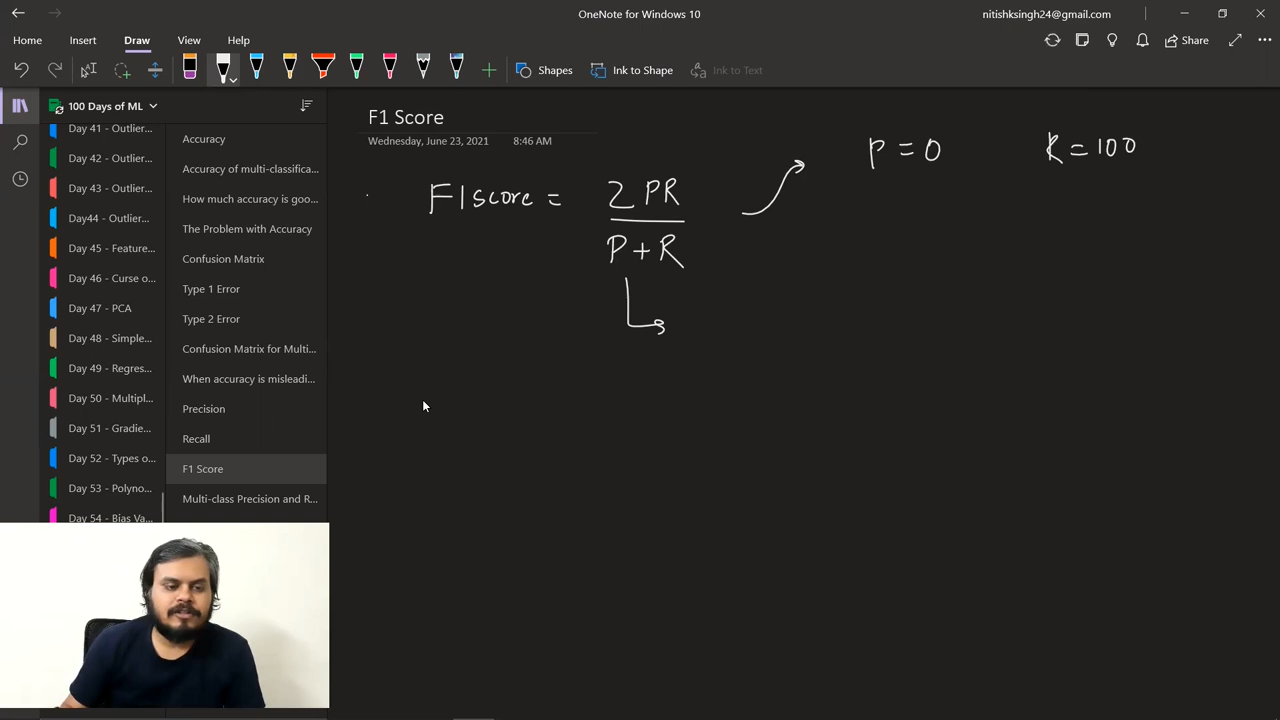 OneNote for Windows 10
nitishksingh24@gmail.com
Home Insert Draw View Help
Share
Shapes
Ink to Shape
Ink to Text
100 Days of ML
Day 41 - Outlier...
Day 42 - Outlier...
Day 43 - Outlier...
Day44 - Outlier...
Day 45 - Feature...
Day 46 - Curse o...
Day 47 - PCA
Day 48 - Simple...
Day 49 - Regres...
Day 50 - Multipl...
Day 51 - Gradie...
Day 52 - Types o...
Day 53 - Polyno...
Day 54 - Bias Va...
Accuracy
Accuracy of multi-classifica...
How much accuracy is goo...
The Problem with Accuracy
Confusion Matrix
Type 1 Error
Type 2 Error
Confusion Matrix for Multi...
When accuracy is misleadi...
Precision
Recall
F1 Score
Multi-class Precision and R...
F1 Score
Wednesday, June 23, 2021 8:46 AM
F1 score = 2PR
P+R
P = 0 R = 100